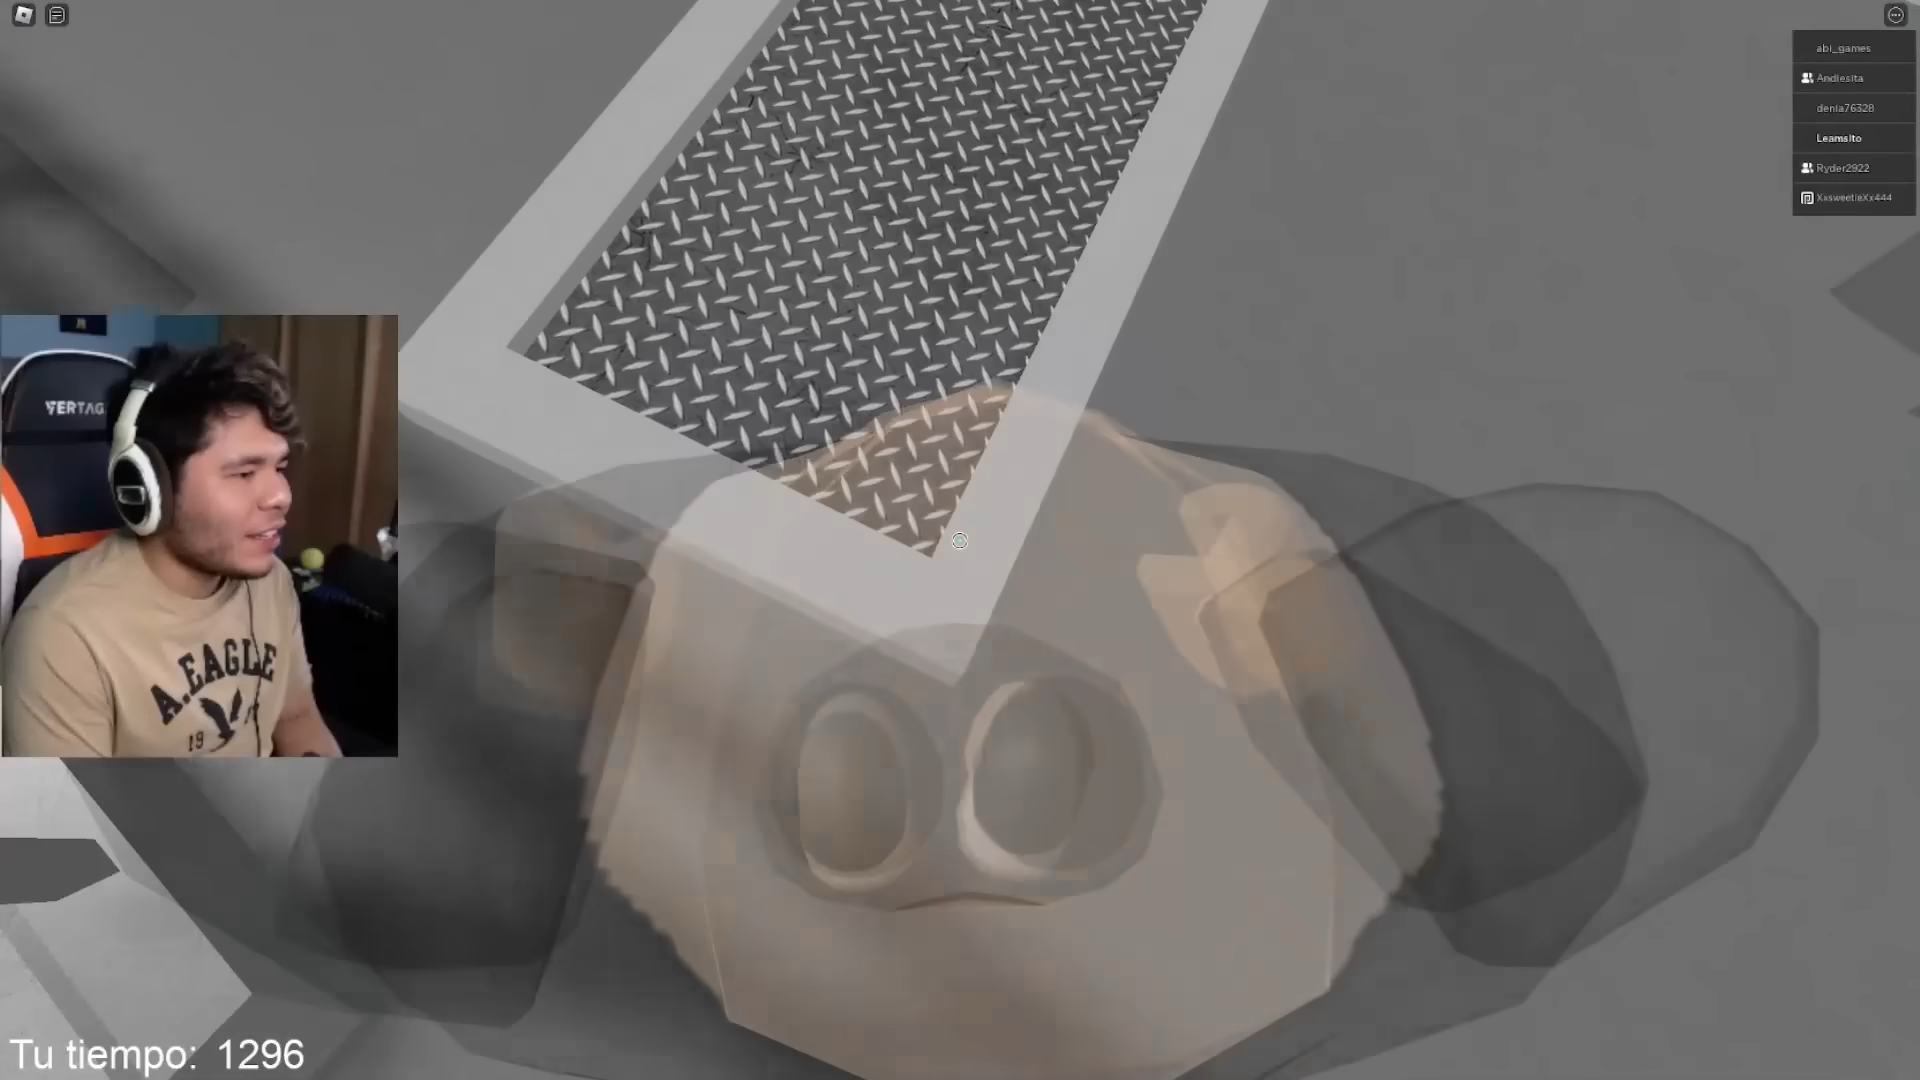 abi_games
Andiesita
denia76328
Leamsito
Ryder2922
XxsweetieXx444
VERTAG
A.EAGLE
19
Tu tiempo: 1296